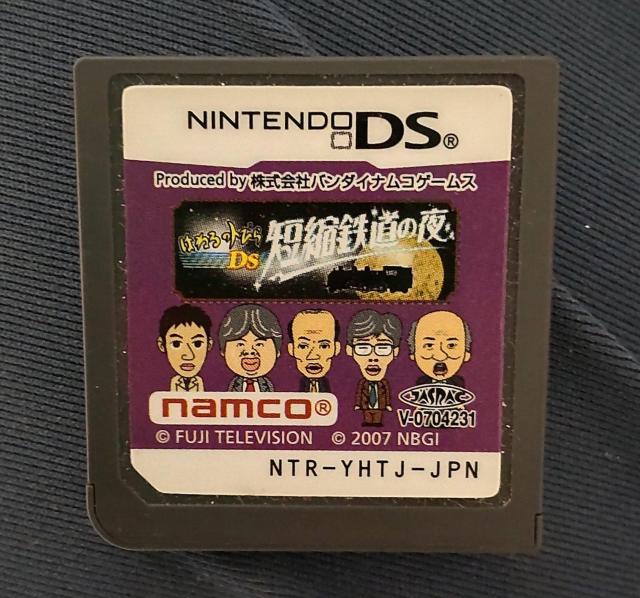 NINTENDO DS®
Produced by 株式会社バンダイナムコゲームス
はねるのトびら
DS
短縮鉄道の夜
namco®
JASRAC
V-0704231
© FUJI TELEVISION © 2007 NBGI
NTR-YHTJ-JPN